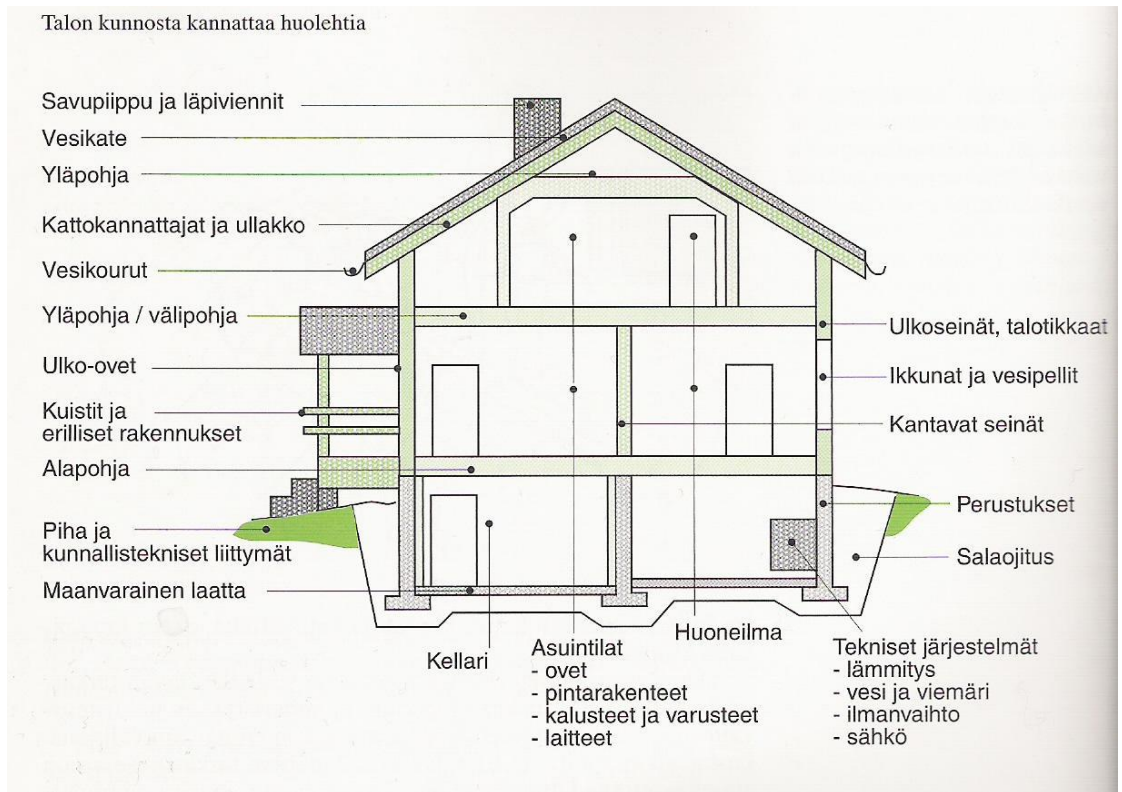 Talon kunnosta kannattaa huolehtia
Savupiippu ja läpiviennit
Vesikate
Yläpohja
Kattokannattajat ja ullakko
Vesikourut
Yläpohja / välipohja
Ulko-ovet
Kuistit ja
erilliset rakennukset
Alapohja
Piha ja
kunnallistekniset liittymät
Maanvarainen laatta
Ulkoseinät, talotikkaat
Ikkunat ja vesipellit
Kantavat seinät
Perustukset
Salaojitus
Kellari
Asuintilat
- ovet
- pintarakenteet
- kalusteet ja varusteet
- laitteet
Huoneilma
Tekniset järjestelmät
- lämmitys
- vesi ja viemäri
- ilmanvaihto
- sähkö